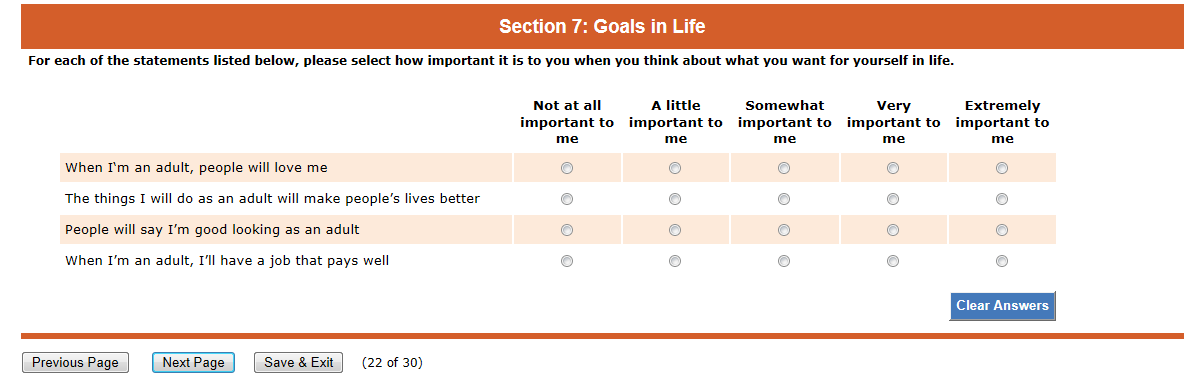 Section 7: Goals in Life
For each of the statements listed below, please select how important it is to you when you think about what you want for yourself in life.
Not at all important to me
A little important to me
Somewhat important to me
Very important to me
Extremely important to me
When I'm an adult, people will love me
The things I will do as an adult will make people’s lives better
People will say I’m good looking as an adult
When I’m an adult, I’ll have a job that pays well
Clear Answers
Previous Page Next Page Save & Exit (22 of 30)